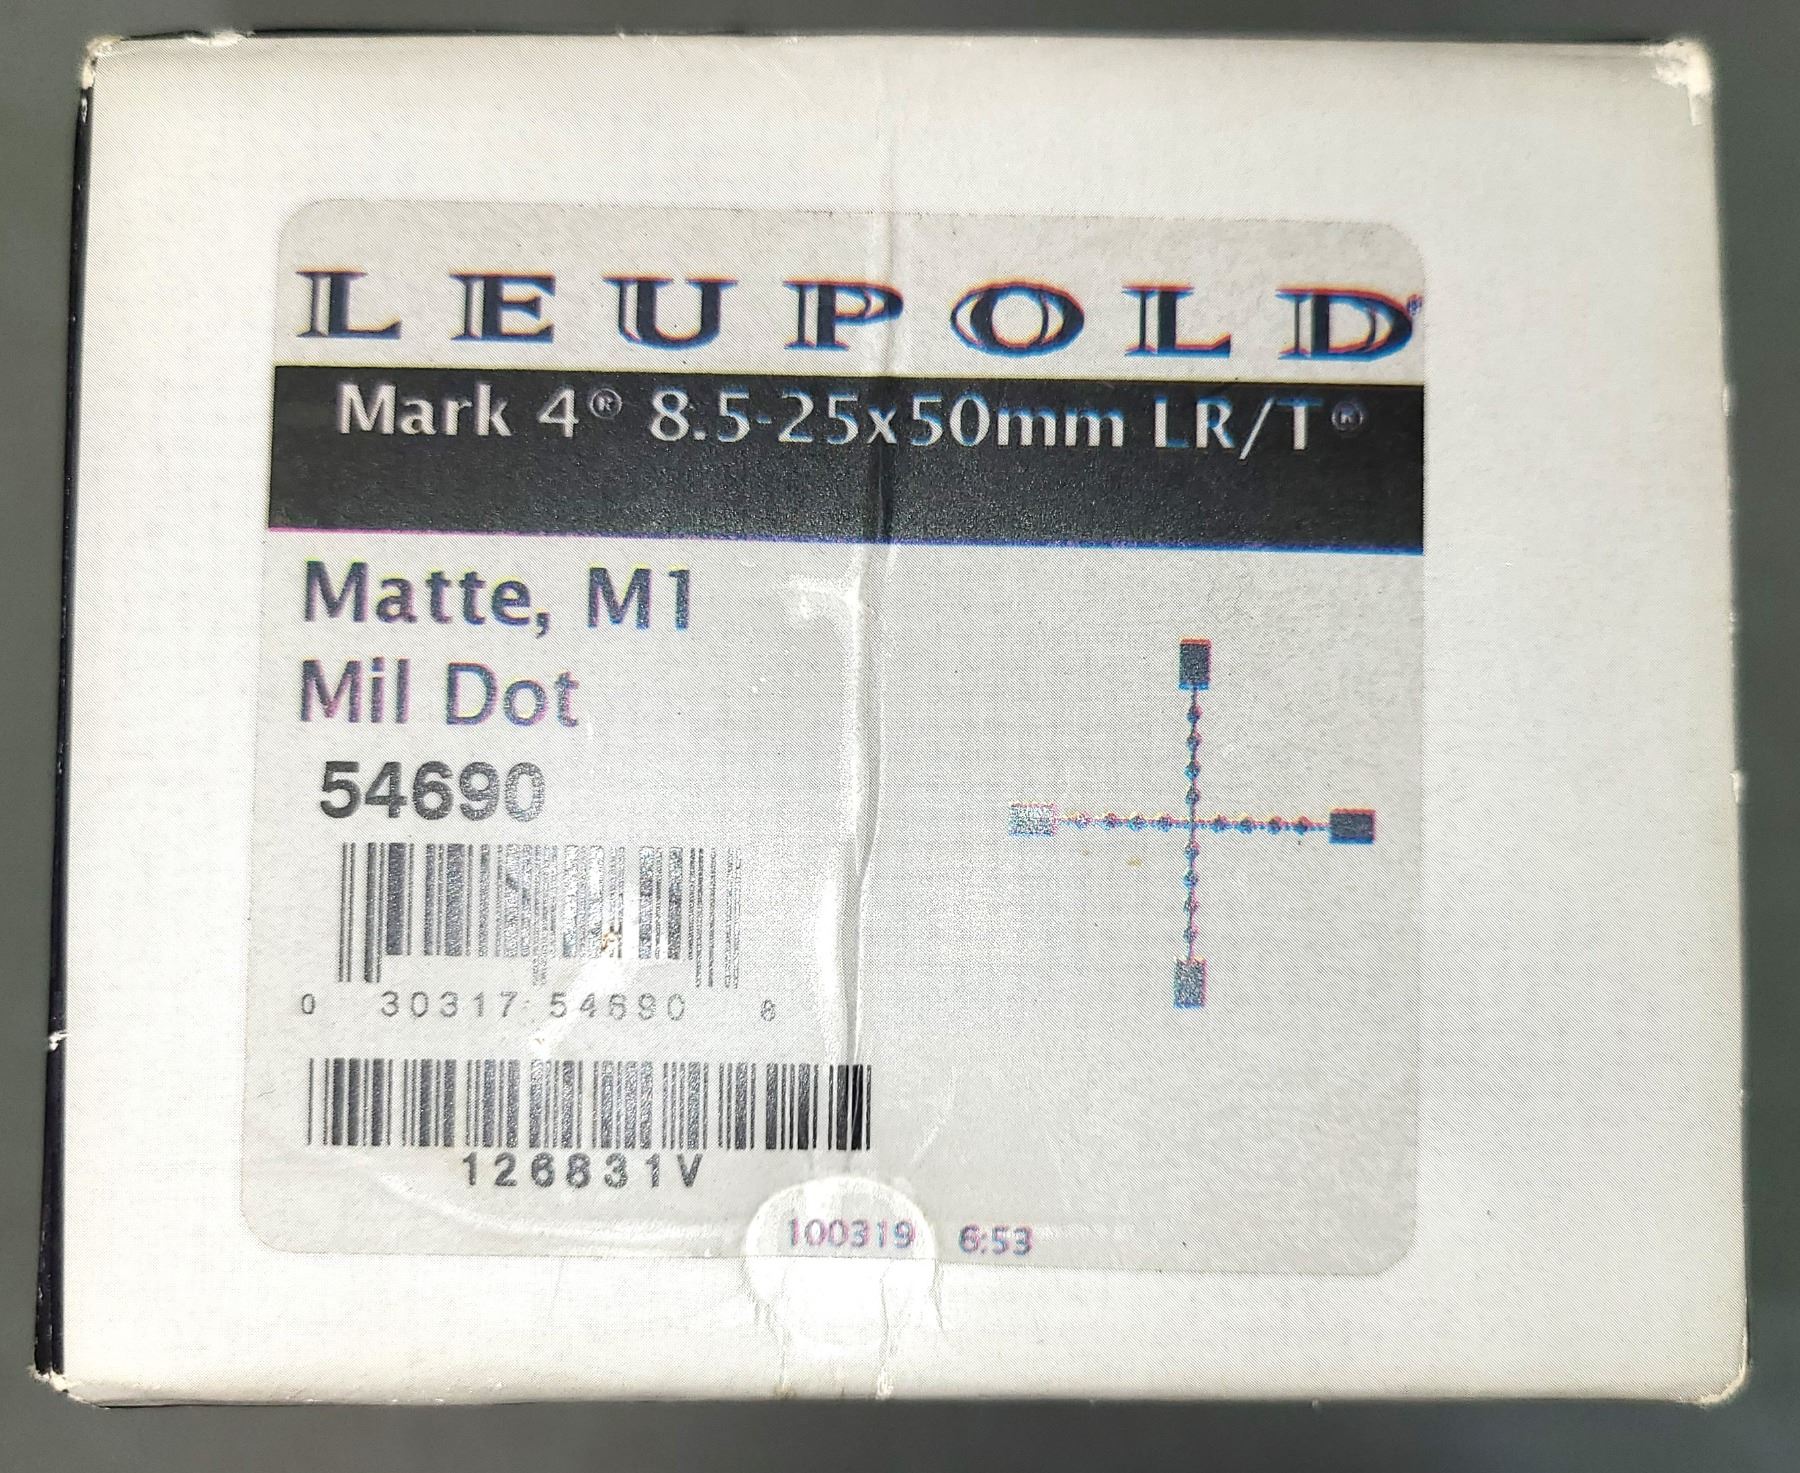 LEUPOLD®
Mark 4® 8.5-25x50mm LR/T®
Matte, M1
Mil Dot
54690
0 30317 54690 8
126831V
100319 6:53